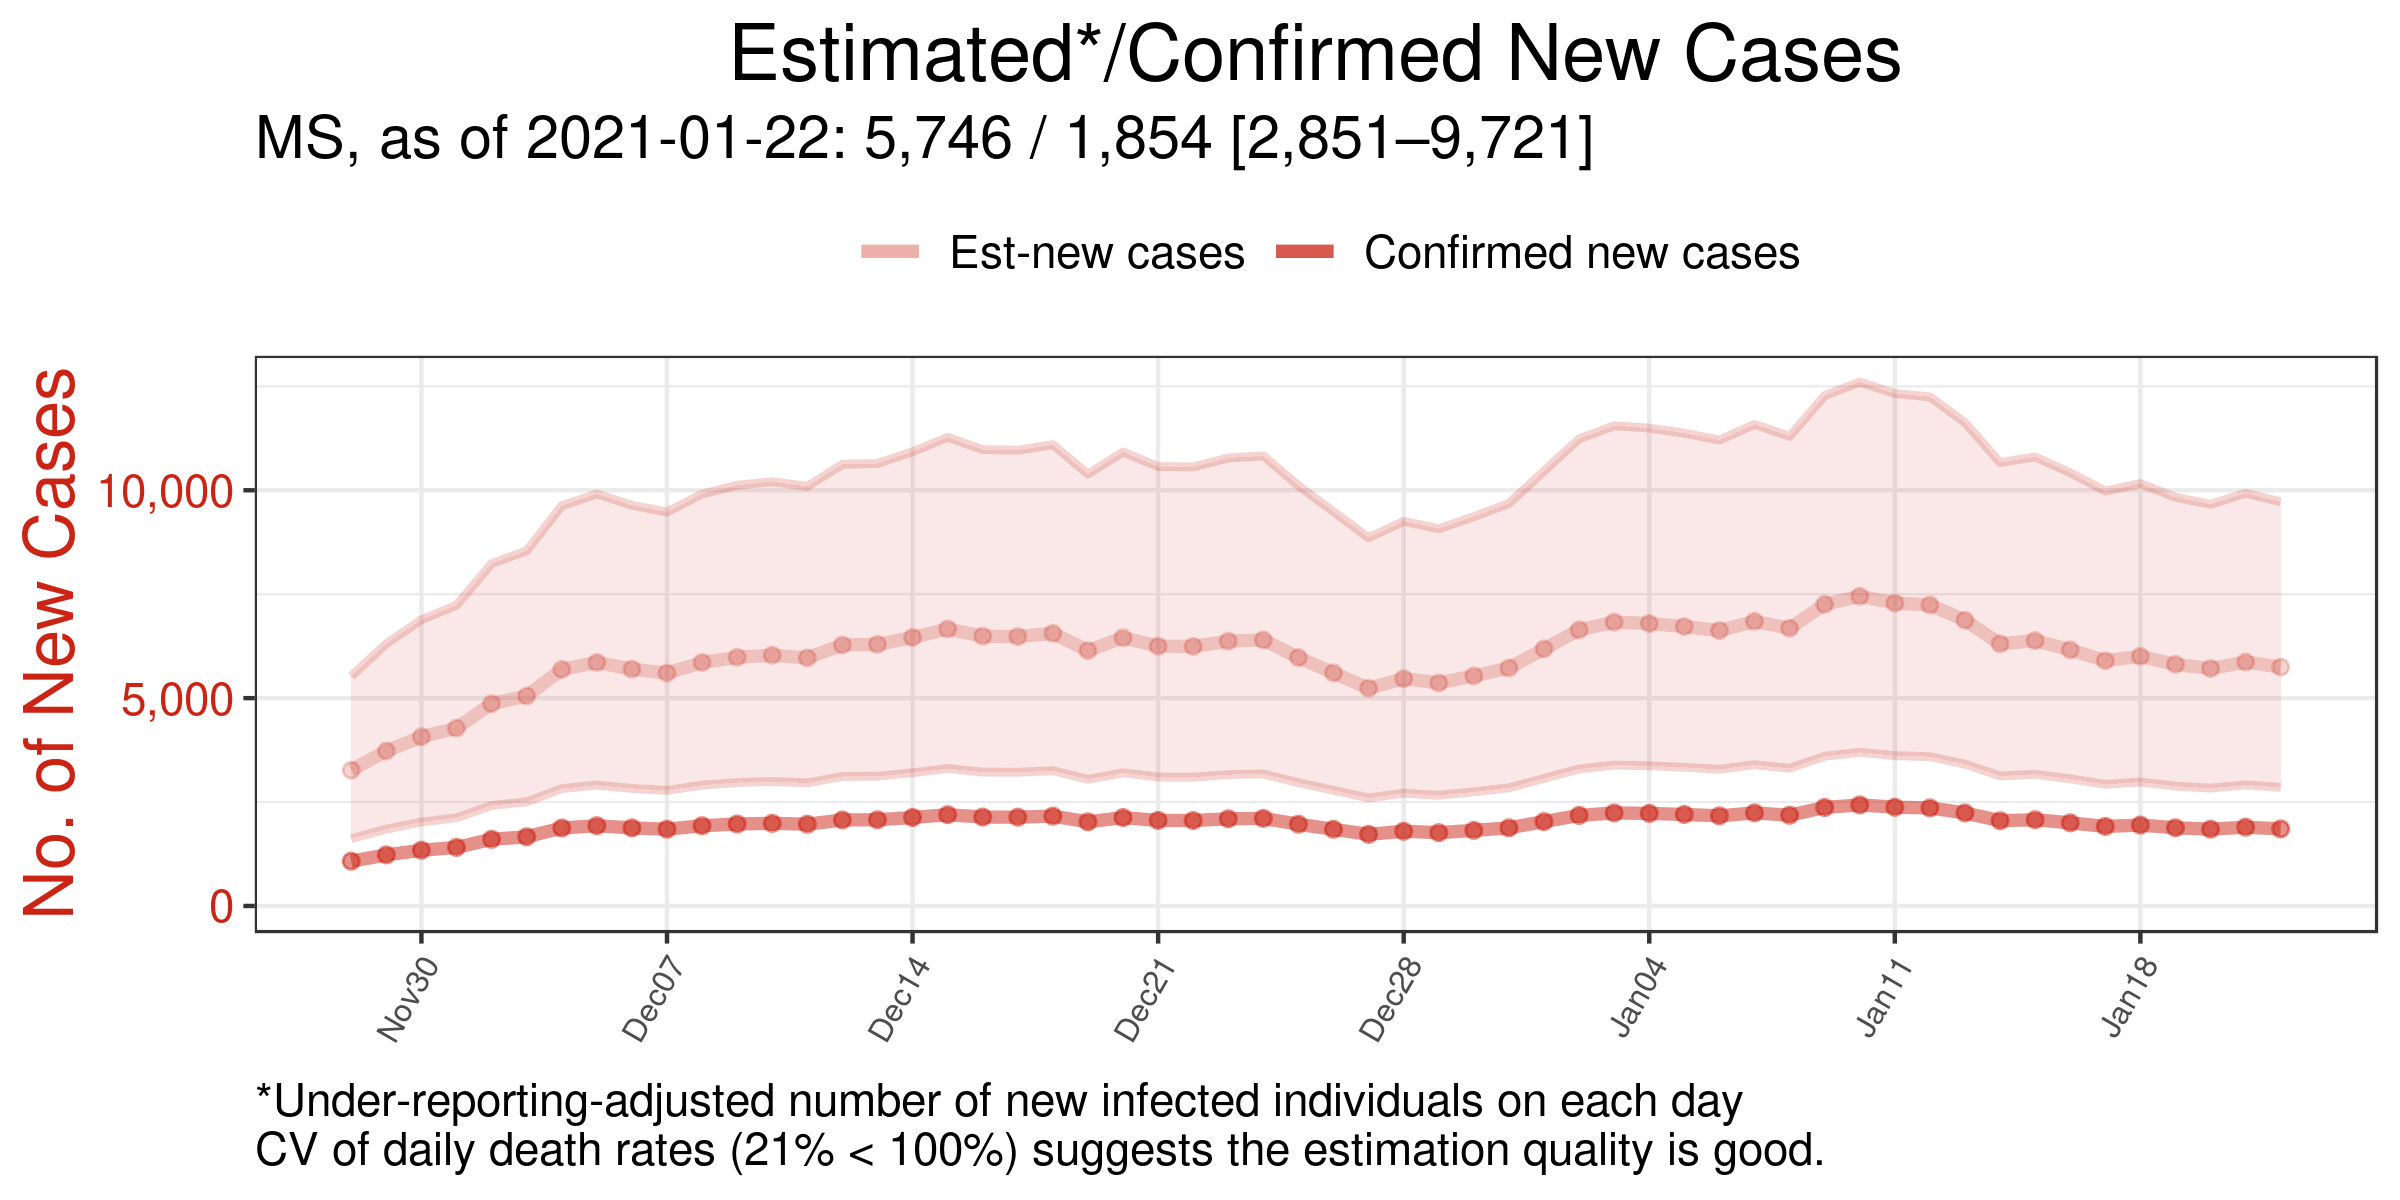 Estimated*/Confirmed New Cases
MS, as of 2021-01-22: 5,746 / 1,854 [2,851–9,721]
Est-new cases
Confirmed new cases
No. of New Cases
10,000
5,000
0
Nov30
Dec07
Dec14
Dec21
Dec28
Jan04
Jan11
Jan18
*Under-reporting-adjusted number of new infected individuals on each day
CV of daily death rates (21% < 100%) suggests the estimation quality is good.